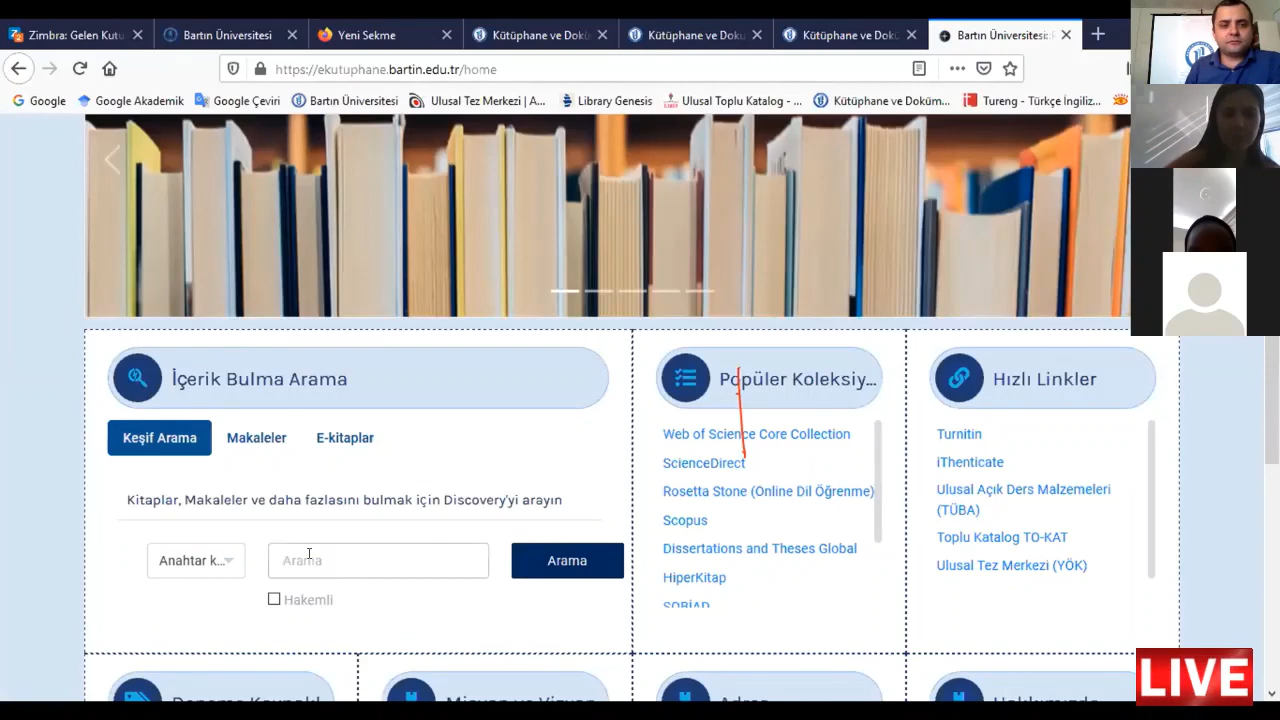 Zimbra: Gelen Kutu
Bartın Üniversitesi
Yeni Sekme
Kütüphane ve Dokü
Kütüphane ve Doku
Kütüphane ve Dokü
Bartın Üniversitesi:
https://ekutuphane.bartin.edu.tr/home
Google
Google Akademik
Google Çeviri
Bartın Üniversitesi
Ulusal Tez Merkezi | A...
Library Genesis
Ulusal Toplu Katalog - ...
Kütüphane ve Doküm...
Tureng - Türkçe İngiliz...
İçerik Bulma Arama
Keşif Arama
Makaleler
E-kitaplar
Kitaplar, Makaleler ve daha fazlasını bulmak için Discovery'yi arayın
Anahtar k...
Arama
Arama
Hakemli
Popüler Koleksiy...
Web of Science Core Collection
ScienceDirect
Rosetta Stone (Online Dil Öğrenme)
Scopus
Dissertations and Theses Global
HiperKitap
SOBİAD
Hızlı Linkler
Turnitin
iThenticate
Ulusal Açık Ders Malzemeleri
(TÜBA)
Toplu Katalog TO-KAT
Ulusal Tez Merkezi (YÖK)
Misyon ve Vizyon
Hakkımızda
LIVE